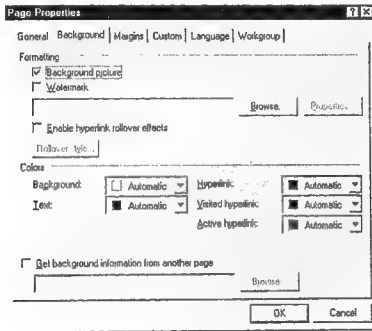 Page Properties
General Background Margins Custom Language Workgroup
Formatting
Background picture
Watermark
Browse... Properties...
Enable hyperlink rollover effects
Rollover style...
Colors
Background: Automatic Hyperlink: Automatic
Text: Automatic Visited hyperlink: Automatic
Active hyperlink: Automatic
Get background information from another page
Browse
OK Cancel